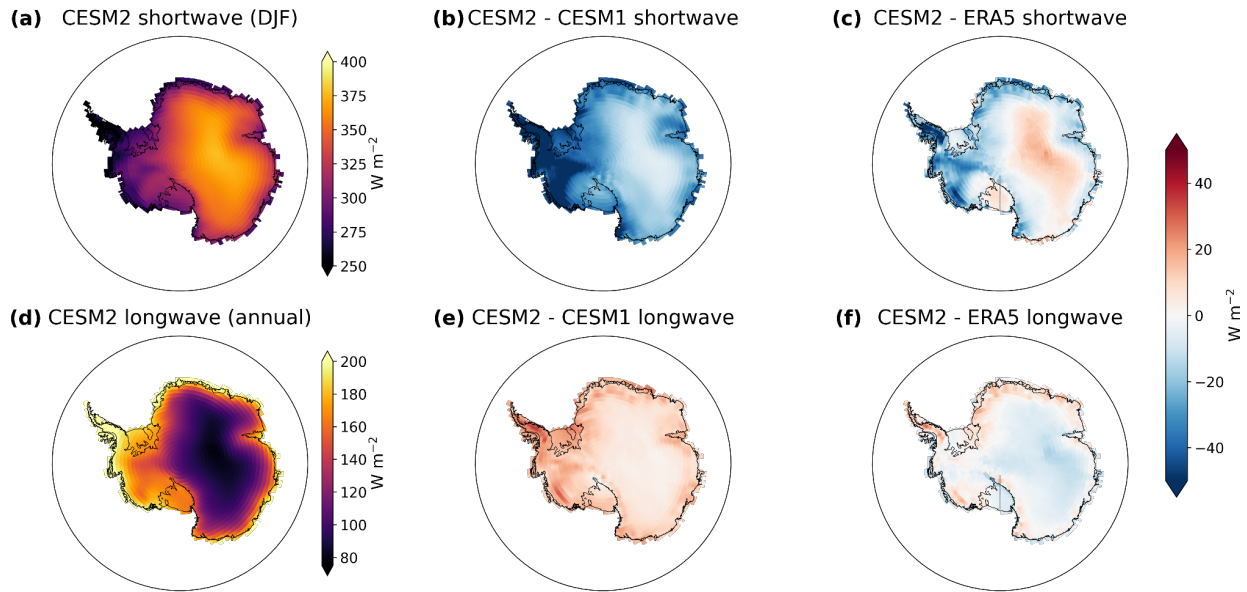 (a) CESM2 shortwave (DJF)
(b) CESM2 - CESM1 shortwave
(c) CESM2 - ERA5 shortwave
400
375
350
325
300
275
250
W m−2
(d) CESM2 longwave (annual)
(e) CESM2 - CESM1 longwave
(f) CESM2 - ERA5 longwave
200
180
160
140
120
100
80
W m−2
40
20
0
−20
−40
W m−2